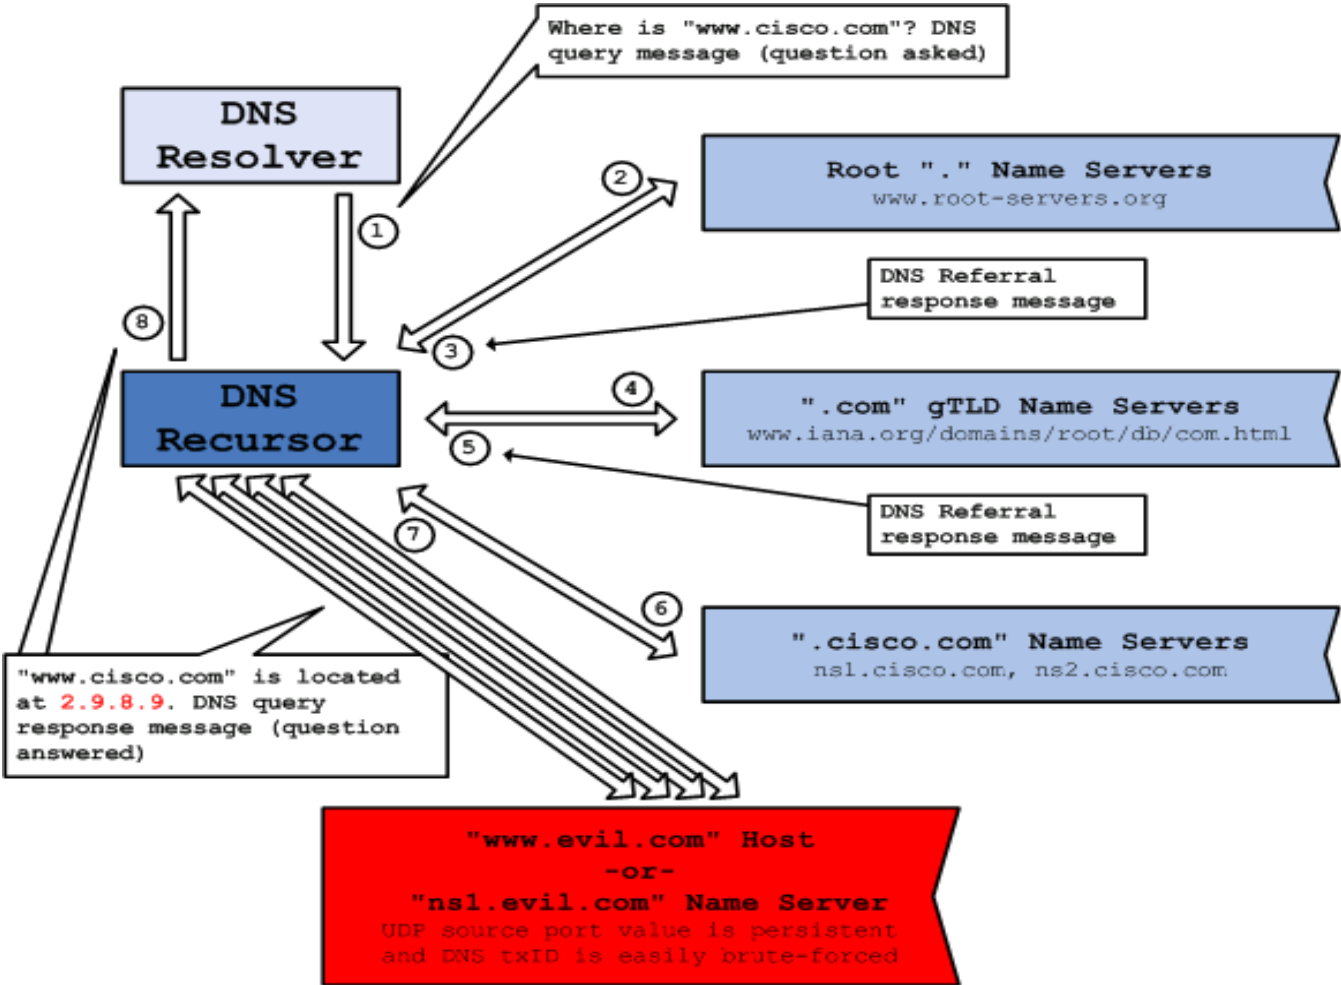 Where is "www.cisco.com"? DNS
query message (question asked)
DNS
Resolver
1
2
Root "." Name Servers
www.root-servers.org
DNS Referral
response message
8
3
DNS
Recursor
4
".com" gTLD Name Servers
www.iana.org/domains/root/db/com.html
5
DNS Referral
response message
7
6
".cisco.com" Name Servers
ns1.cisco.com, ns2.cisco.com
"www.cisco.com" is located
at 2.9.8.9. DNS query
response message (question
answered)
"www.evil.com" Host
-or-
"ns1.evil.com" Name Server
UDP source port value is persistent
and DNS txID is easily brute-forced